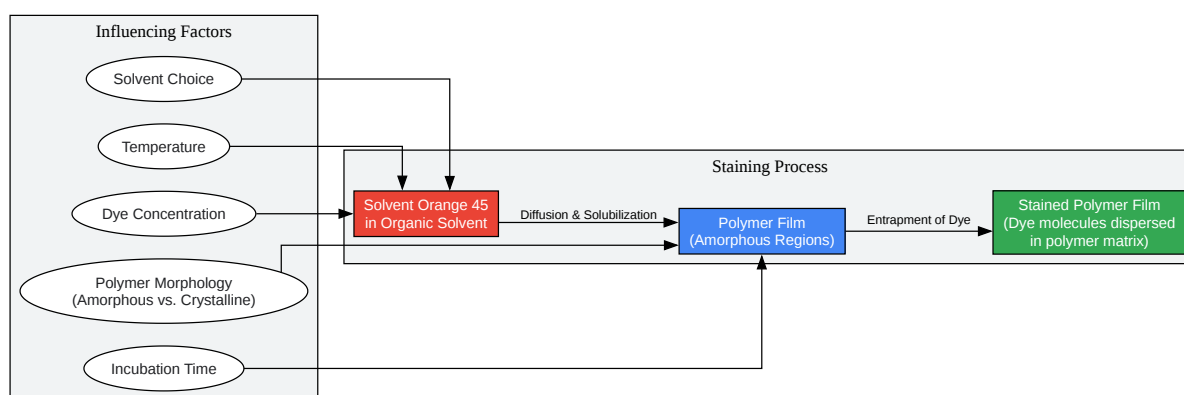 Influencing Factors
Solvent Choice
Temperature
Dye Concentration
Polymer Morphology
(Amorphous vs. Crystalline)
Incubation Time
Staining Process
Solvent Orange 45
in Organic Solvent
Diffusion & Solubilization
Polymer Film
(Amorphous Regions)
Entrapment of Dye
Stained Polymer Film
(Dye molecules dispersed
in polymer matrix)